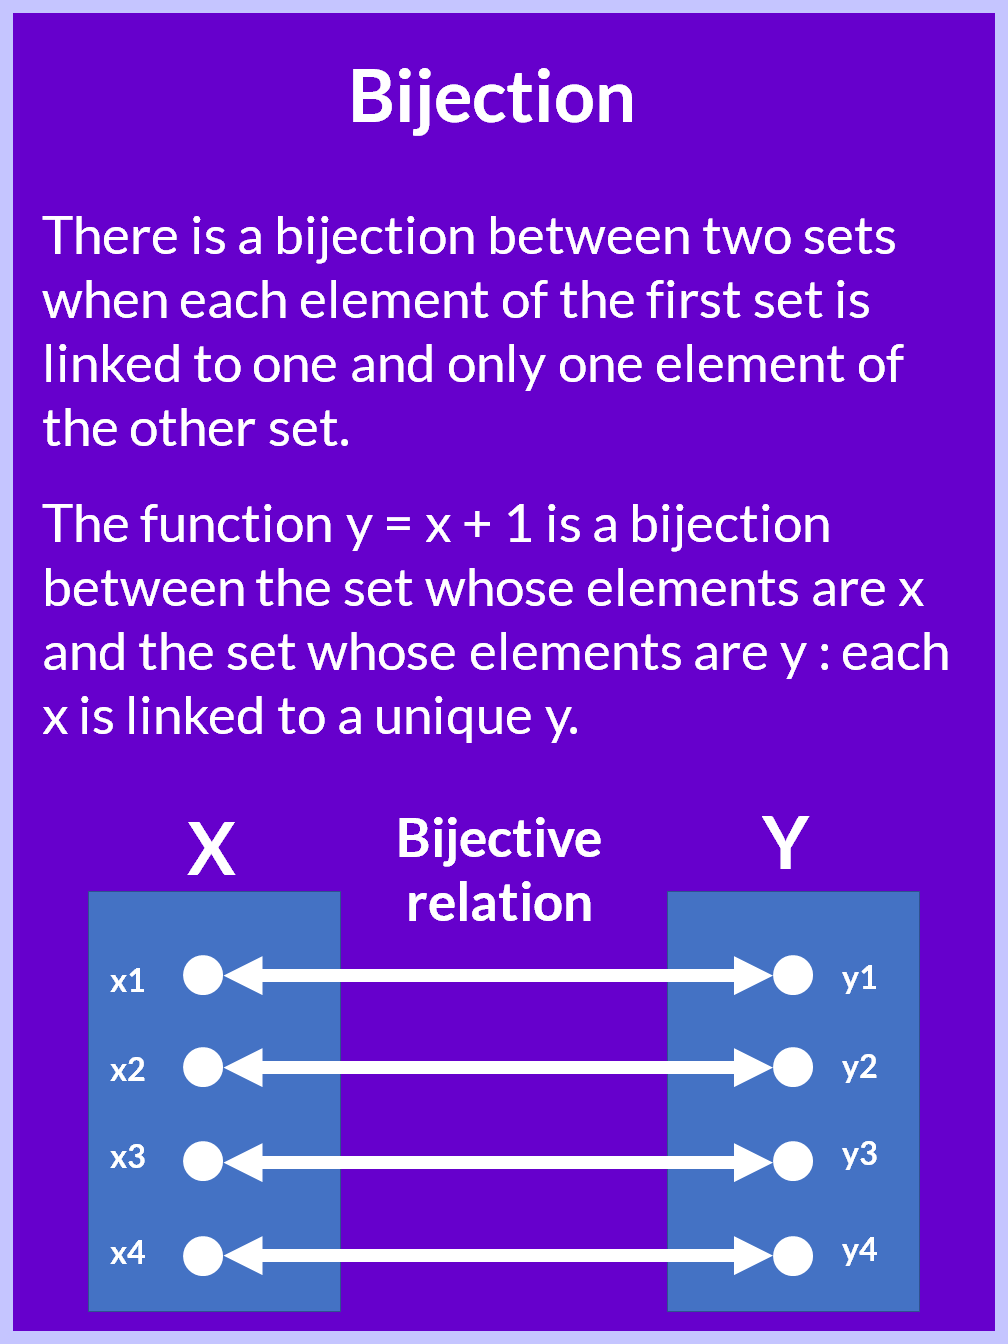 Bijection
There is a bijection between two sets
when each element of the first set is
linked to one and only one element of
the other set.
The function y = x + 1 is a bijection
between the set whose elements are x
and the set whose elements are y : each
x is linked to a unique y.
X
Bijective
relation
Y
x1
y1
x2
y2
x3
y3
x4
y4